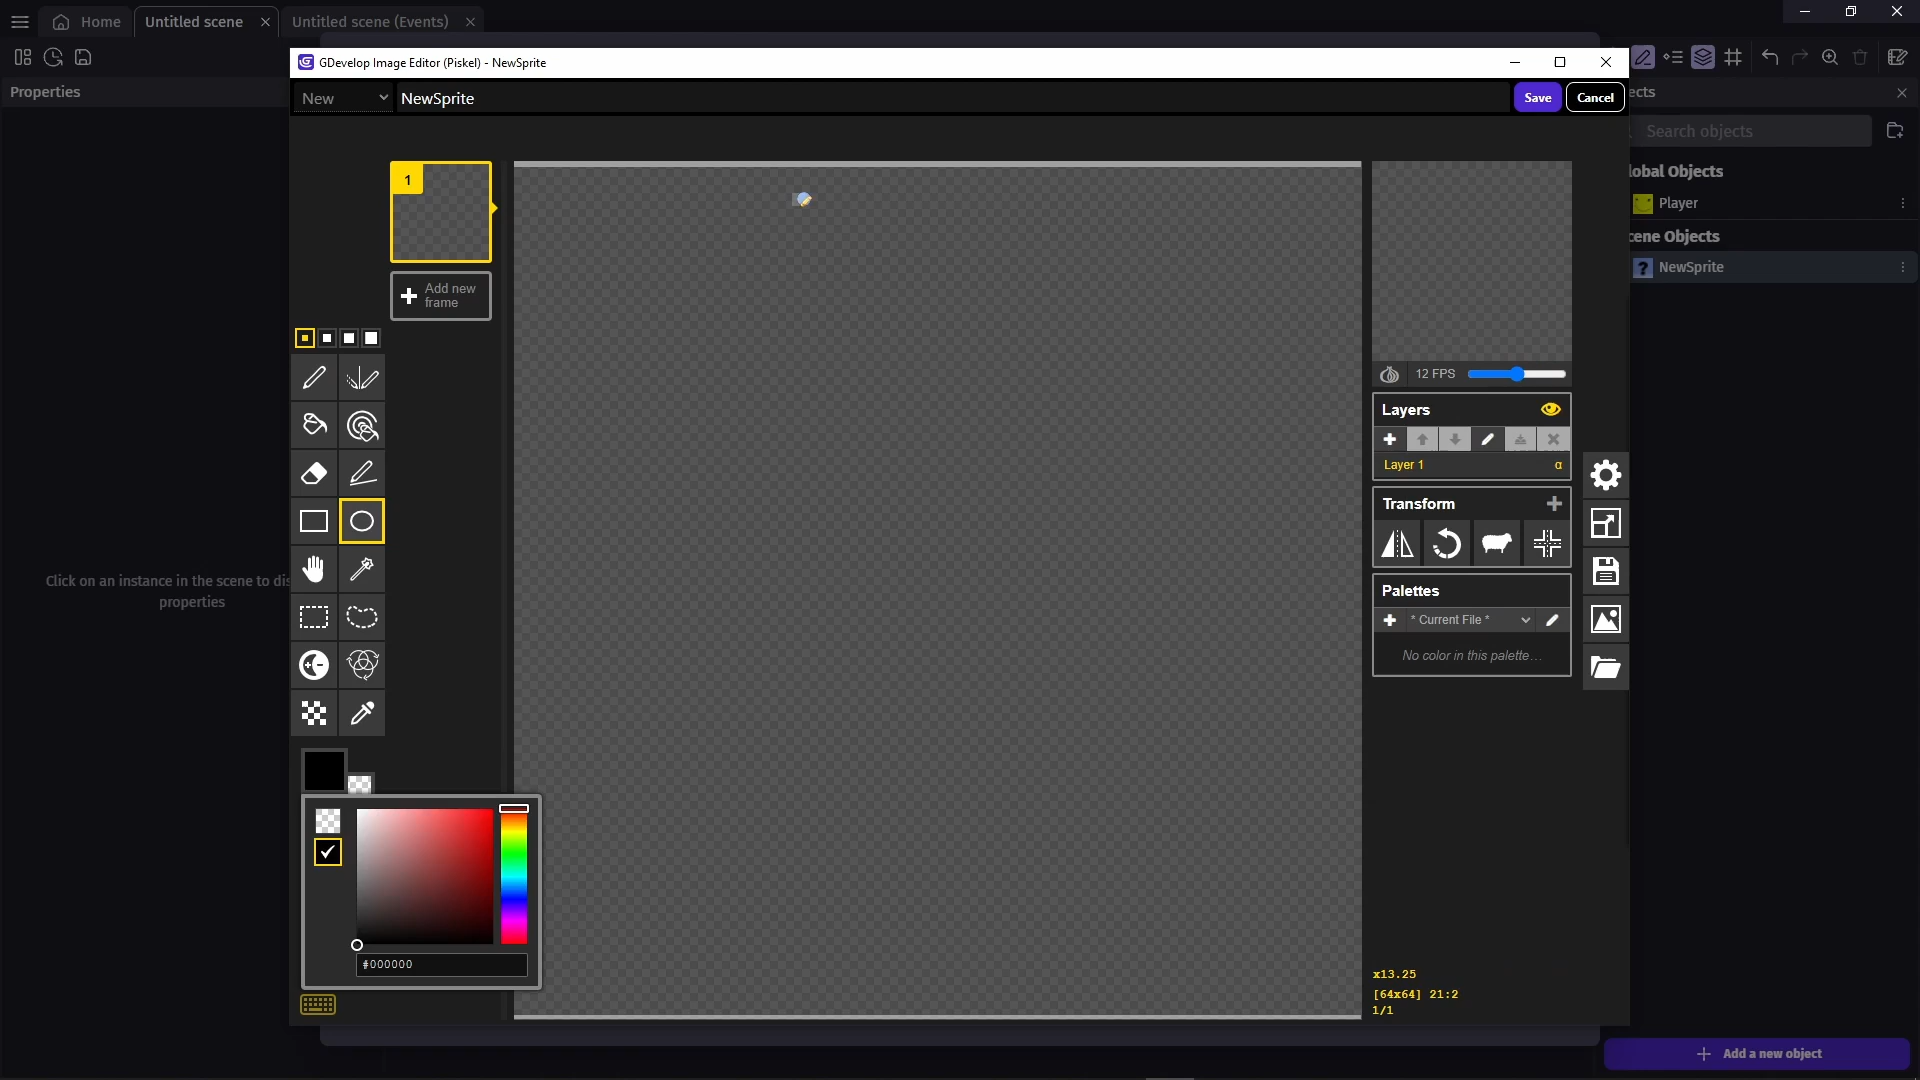 Home
Untitled scene
Untitled scene (Events)
GDevelop Image Editor (Piskel) - NewSprite
Properties
ects
New
NewSprite
Save
Cancel
Search objects
1
lobal Objects
Player
cene Objects
NewSprite
Add new
frame
12 FPS
Layers
Layer 1
α
Transform
Click on an instance in the scene to dis
properties
Palettes
* Current File *
No color in this palette...
#000000
x13.25
[64x64] 21:2
1/1
Add a new object